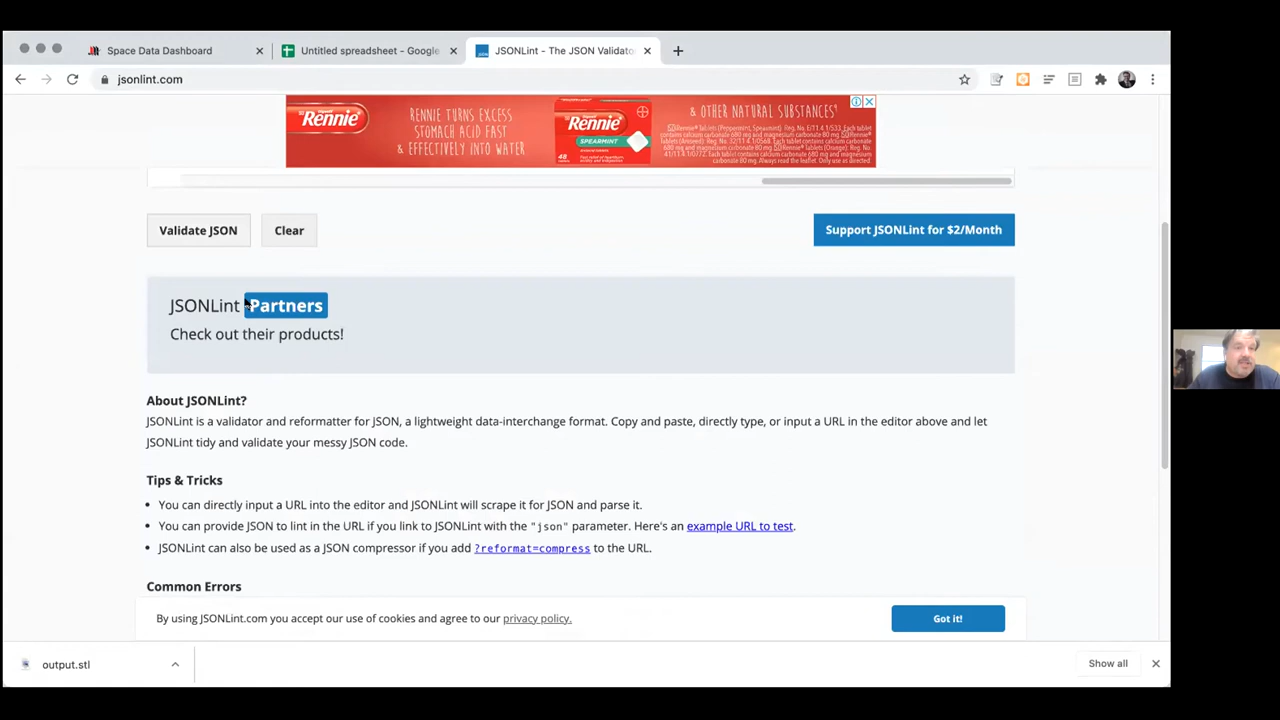 Space Data Dashboard
Untitled spreadsheet - Google
JSONLint - The JSON Validato
jsonlint.com
Rennie
RENNIE TURNS EXCESS
STOMACH ACID FAST
& EFFECTIVELY INTO WATER
Rennie
SPEARMINT
& OTHER NATURAL SUBSTANCES*
Validate JSON
Clear
Support JSONLint for $2/Month
JSONLint Partners
Check out their products!
About JSONLint?
JSONLint is a validator and reformatter for JSON, a lightweight data-interchange format. Copy and paste, directly type, or input a URL in the editor above and let
JSONLint tidy and validate your messy JSON code.
Tips & Tricks
• You can directly input a URL into the editor and JSONLint will scrape it for JSON and parse it.
• You can provide JSON to lint in the URL if you link to JSONLint with the "json" parameter. Here's an example URL to test.
• JSONLint can also be used as a JSON compressor if you add ?reformat=compress to the URL.
Common Errors
By using JSONLint.com you accept our use of cookies and agree to our privacy policy.
Got it!
output.stl
Show all